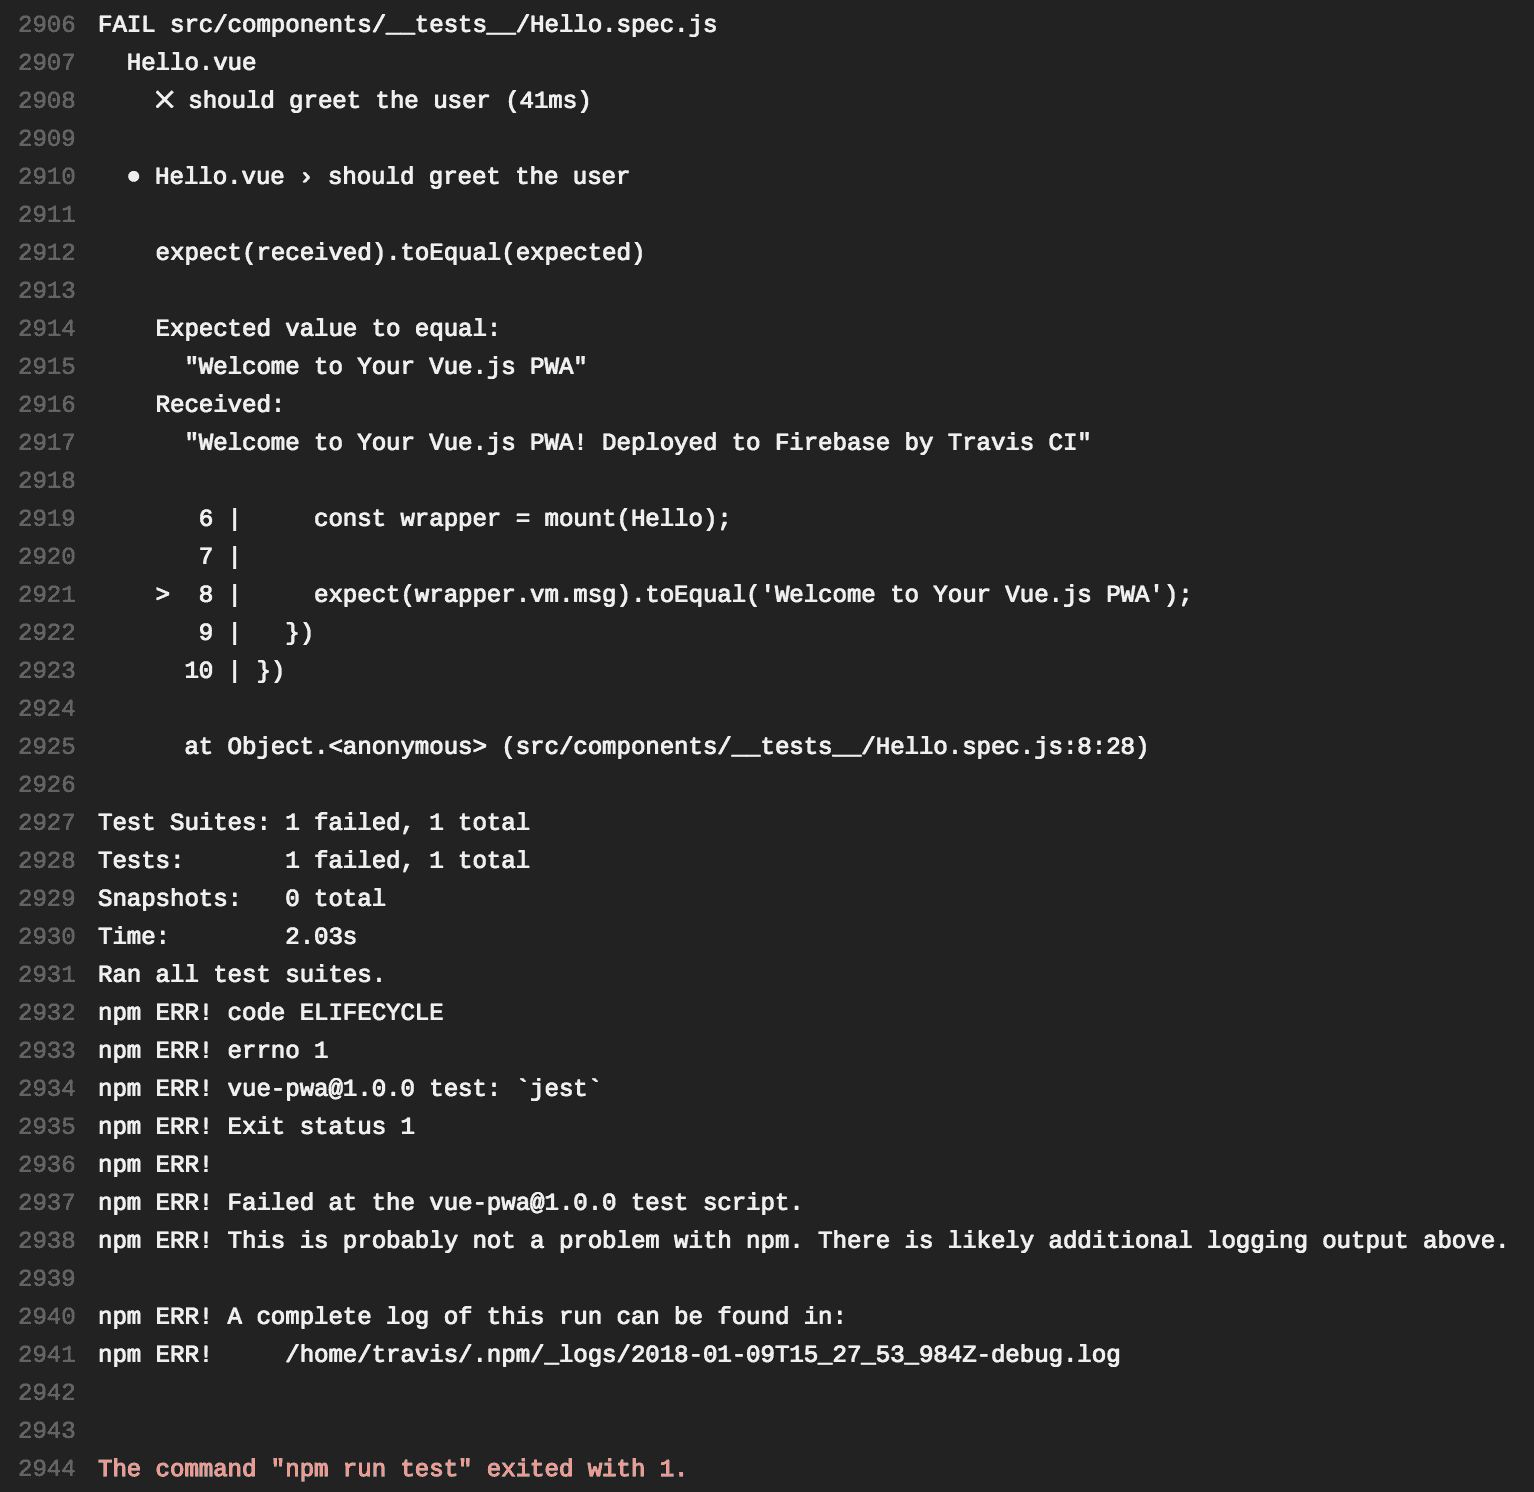 2906 FAIL src/components/__tests__/Hello.spec.js
2907   Hello.vue
2908     ✕ should greet the user (41ms)
2909
2910   ● Hello.vue › should greet the user
2911
2912     expect(received).toEqual(expected)
2913
2914     Expected value to equal:
2915       "Welcome to Your Vue.js PWA"
2916     Received:
2917       "Welcome to Your Vue.js PWA! Deployed to Firebase by Travis CI"
2918
2919        6 |     const wrapper = mount(Hello);
2920        7 |
2921     >  8 |     expect(wrapper.vm.msg).toEqual('Welcome to Your Vue.js PWA');
2922        9 |   })
2923       10 | })
2924
2925       at Object.<anonymous> (src/components/__tests__/Hello.spec.js:8:28)
2926
2927 Test Suites: 1 failed, 1 total
2928 Tests:       1 failed, 1 total
2929 Snapshots:   0 total
2930 Time:        2.03s
2931 Ran all test suites.
2932 npm ERR! code ELIFECYCLE
2933 npm ERR! errno 1
2934 npm ERR! vue-pwa@1.0.0 test: `jest`
2935 npm ERR! Exit status 1
2936 npm ERR!
2937 npm ERR! Failed at the vue-pwa@1.0.0 test script.
2938 npm ERR! This is probably not a problem with npm. There is likely additional logging output above.
2939
2940 npm ERR! A complete log of this run can be found in:
2941 npm ERR!     /home/travis/.npm/_logs/2018-01-09T15_27_53_984Z-debug.log
2942
2943
2944 The command "npm run test" exited with 1.